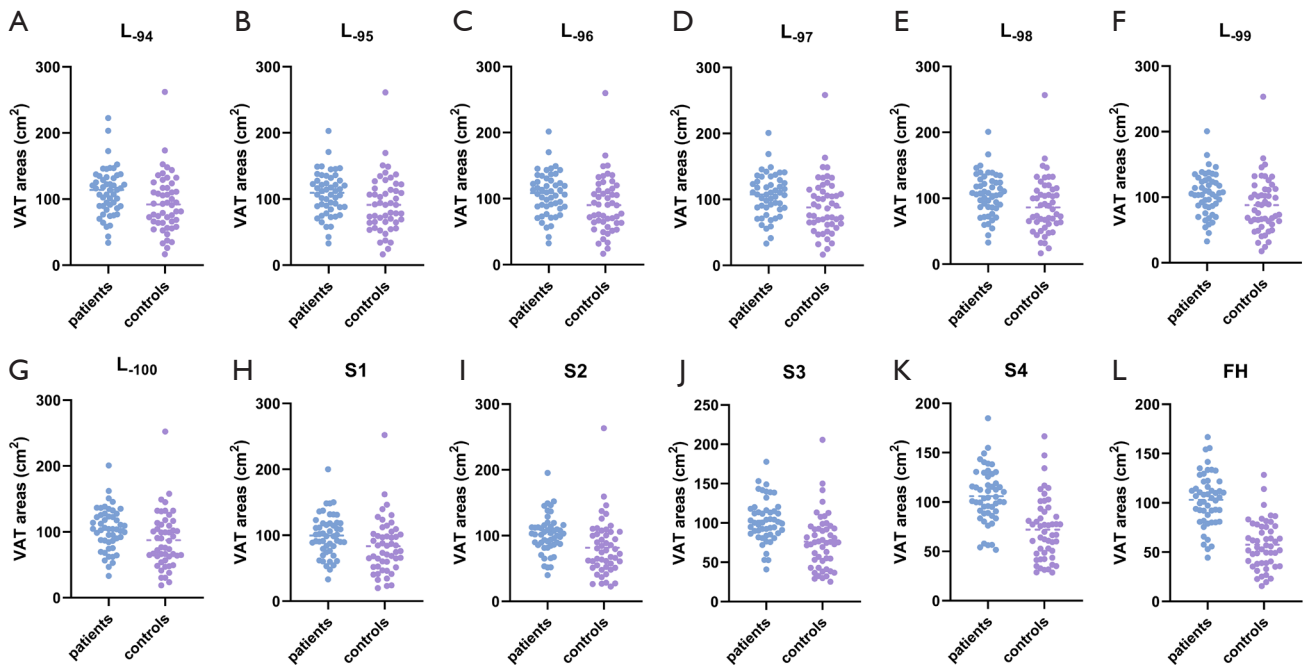 A
L-94
VAT areas (cm2)
300
200
100
0
patients
controls
B
L-95
VAT areas (cm2)
300
200
100
0
patients
controls
C
L-96
VAT areas (cm2)
300
200
100
0
patients
controls
D
L-97
VAT areas (cm2)
300
200
100
0
patients
controls
E
L-98
VAT areas (cm2)
300
200
100
0
patients
controls
F
L-99
VAT areas (cm2)
300
200
100
0
patients
controls
G
L-100
VAT areas (cm2)
300
200
100
0
patients
controls
H
S1
VAT areas (cm2)
300
200
100
0
patients
controls
I
S2
VAT areas (cm2)
300
200
100
0
patients
controls
J
S3
VAT areas (cm2)
250
200
150
100
50
0
patients
controls
K
S4
VAT areas (cm2)
200
150
100
50
0
patients
controls
L
FH
VAT areas (cm2)
200
150
100
50
0
patients
controls